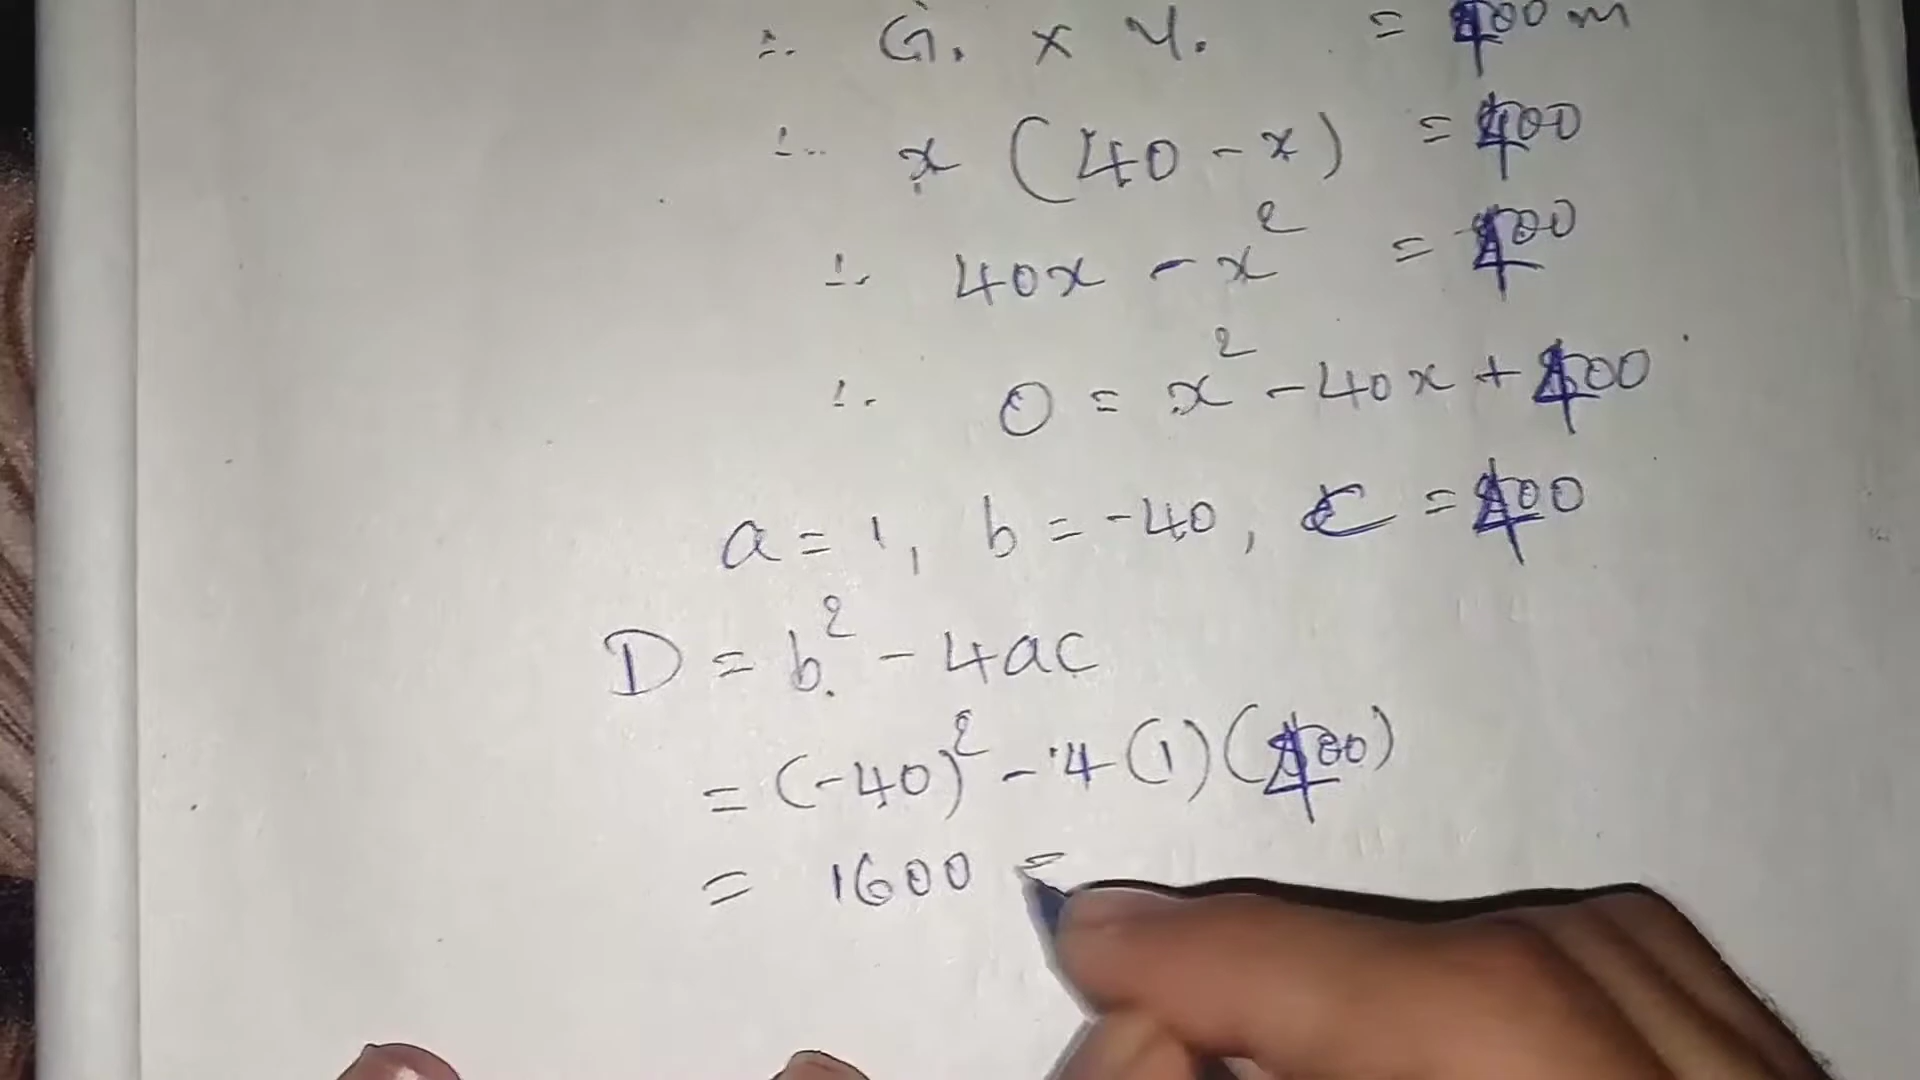 ∴ G. × y. = 400 m
∴ x (40 - x) = 400
∴ 40x - x² = 400
∴ 0 = x² - 40x + 400
a = 1, b = -40, c = 400
D = b² - 4ac
= (-40)² - 4 (1) (400)
= 1600 =